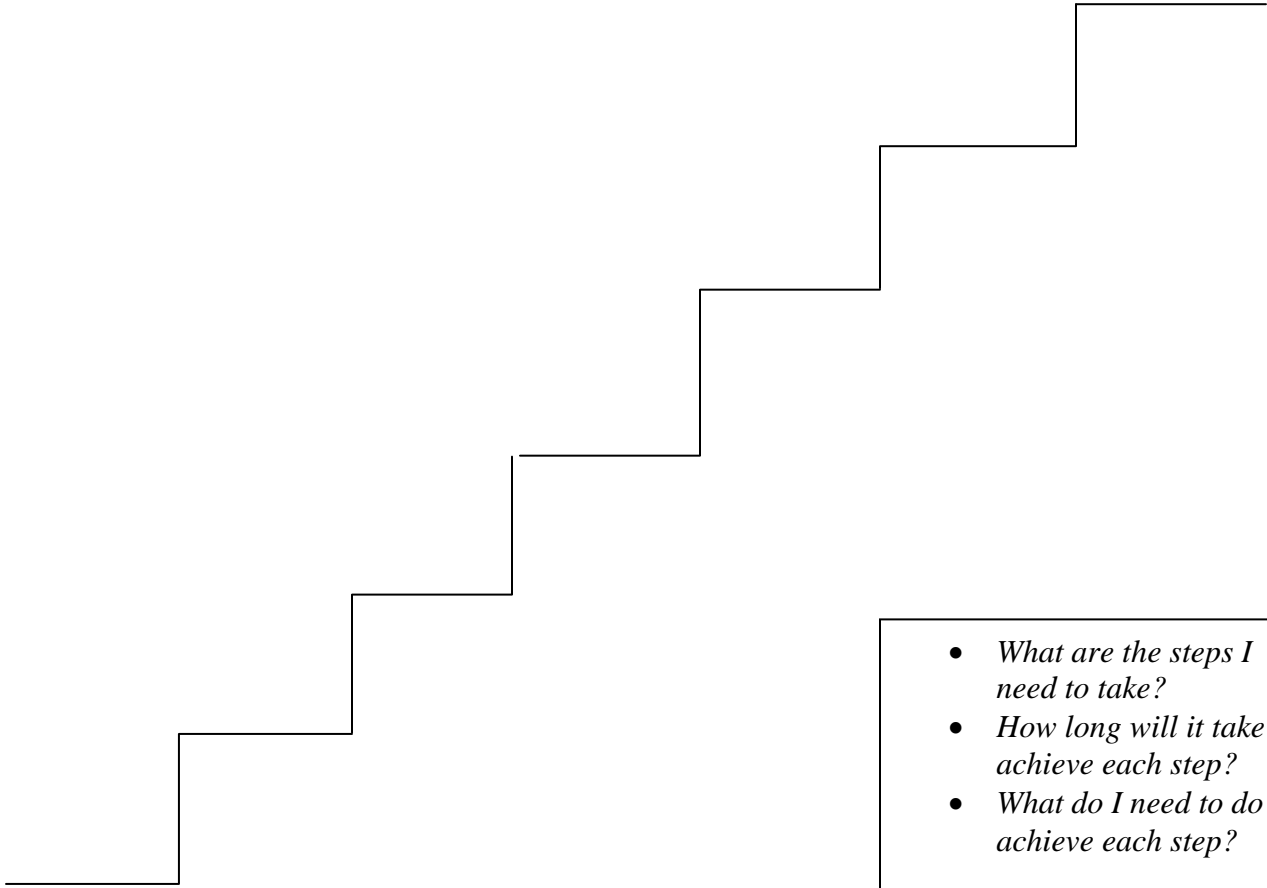 • What are the steps I
need to take?
• How long will it take
achieve each step?
• What do I need to do
achieve each step?